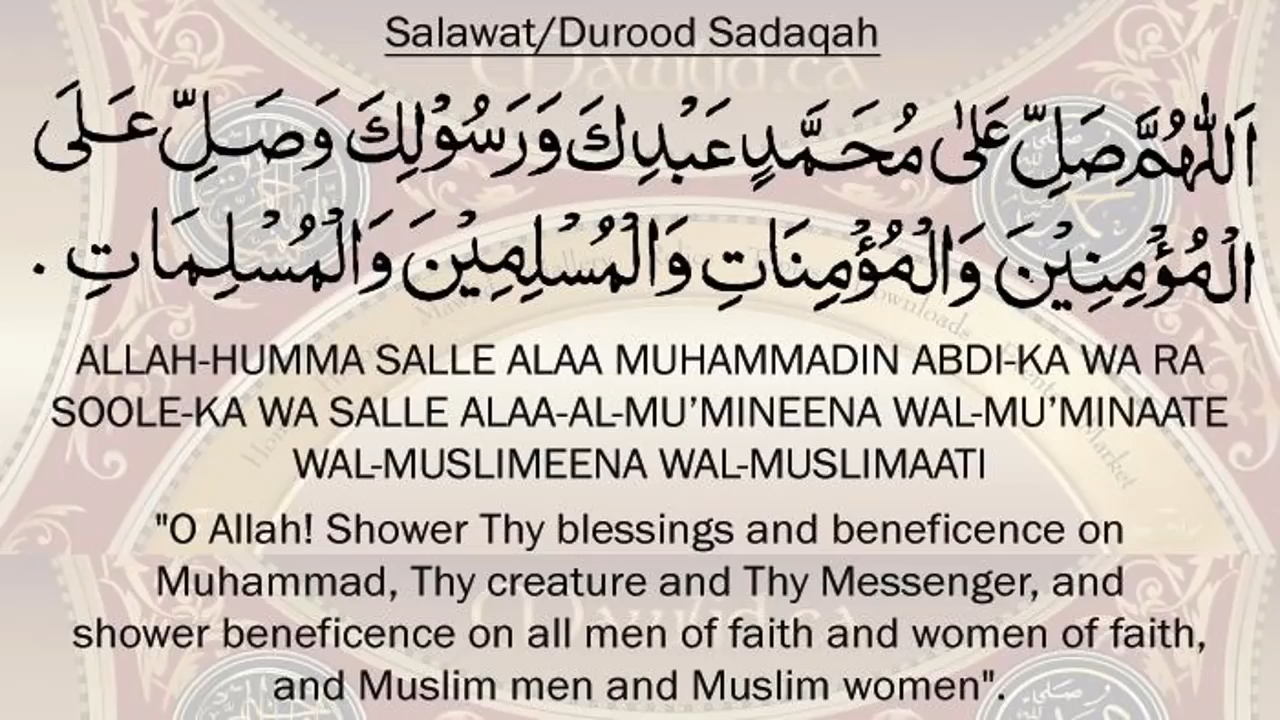 Salawat/Durood Sadaqah
اَللّٰهُمَّ صَلِّ عَلٰى مُحَمَّدٍ عَبْدِكَ وَرَسُوْلِكَ وَصَلِّ عَلَى
الْمُؤْمِنِيْنَ وَالْمُؤْمِنَاتِ وَالْمُسْلِمِيْنَ وَالْمُسْلِمَاتِ .
ALLAH-HUMMA SALLE ALAA MUHAMMADIN ABDI-KA WA RA
SOOLE-KA WA SALLE ALAA-AL-MU’MINEENA WAL-MU’MINAATE
WAL-MUSLIMEENA WAL-MUSLIMAATI
"O Allah! Shower Thy blessings and beneficence on
Muhammad, Thy creature and Thy Messenger, and
shower beneficence on all men of faith and women of faith,
and Muslim men and Muslim women".